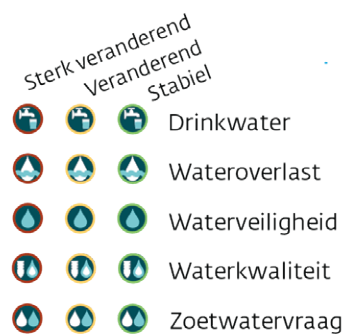 Sterk veranderend
Veranderend
Stabiel
Drinkwater
Wateroverlast
Waterveiligheid
Waterkwaliteit
Zoetwatervraag